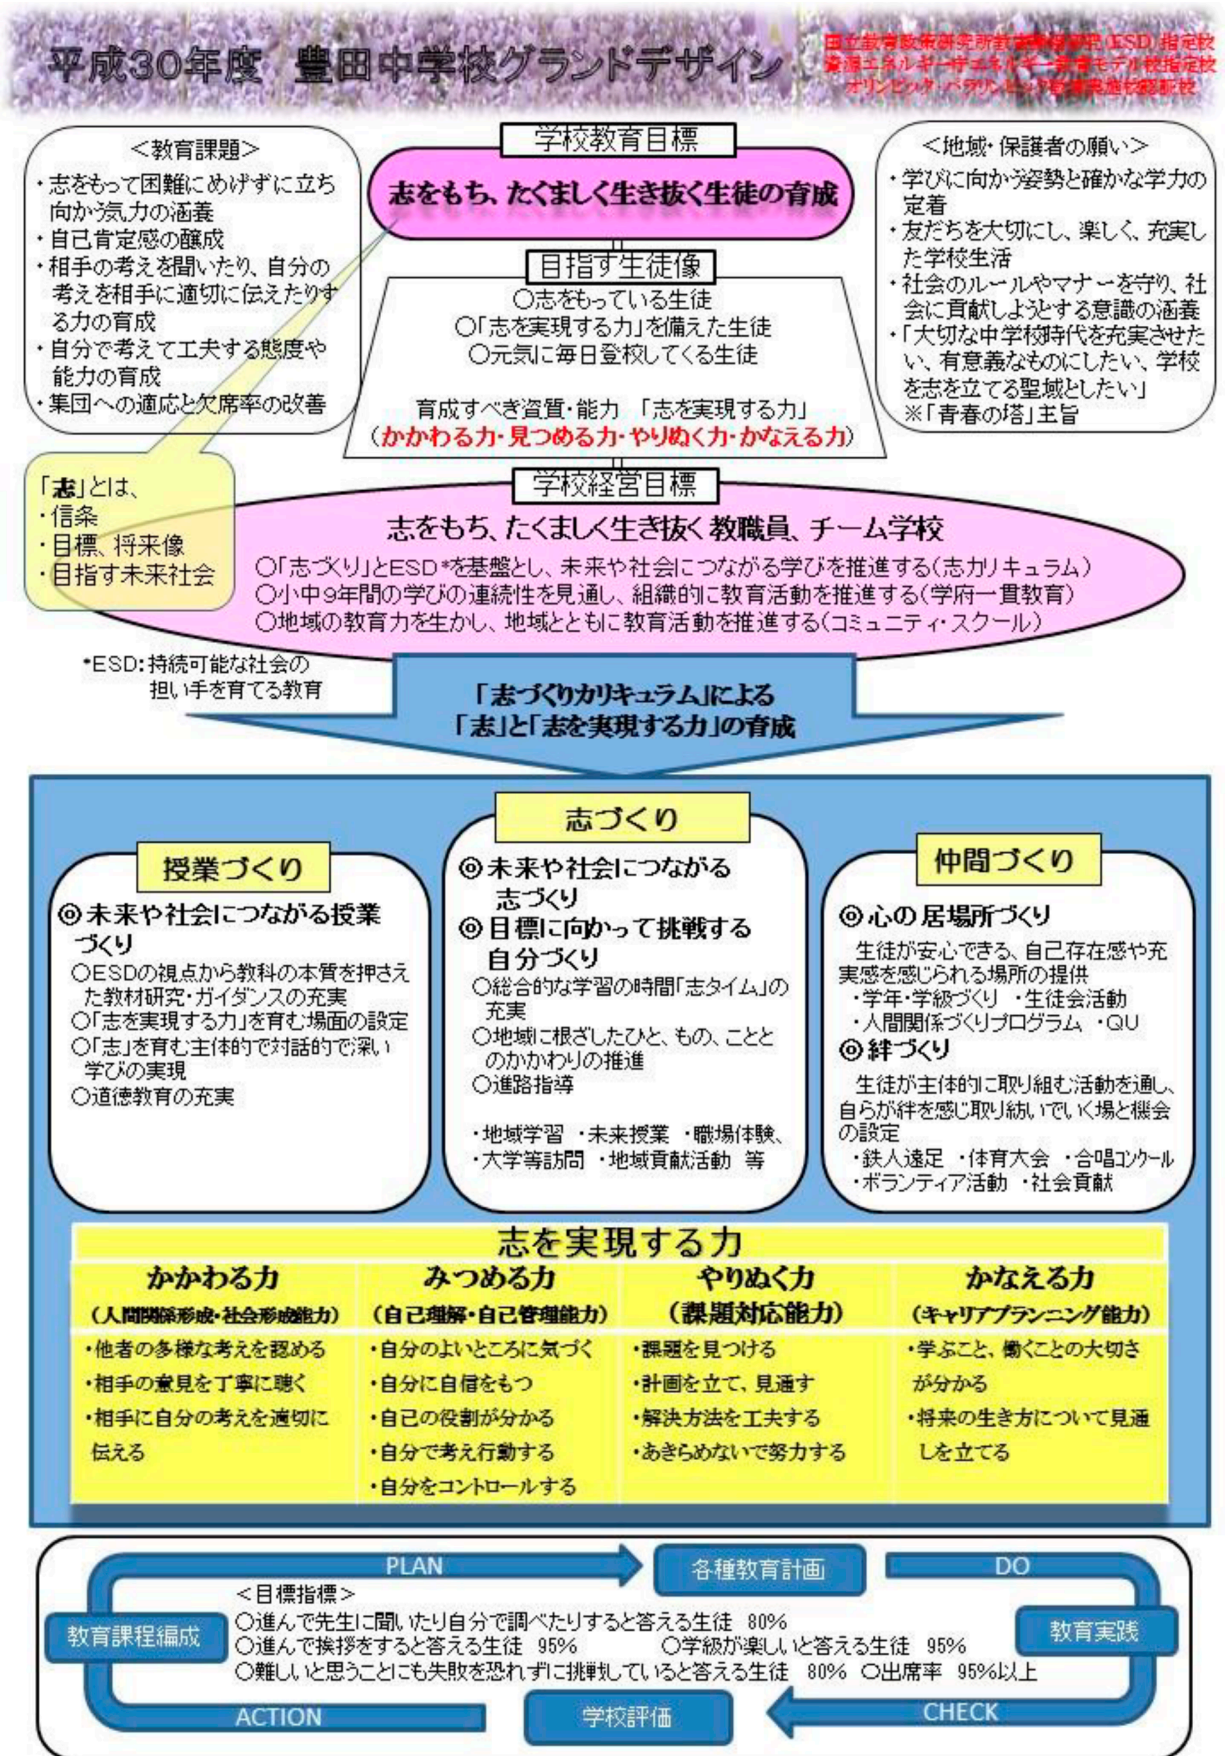 平成30年度 豊田中学校グランドデザイン
国立教育政策研究所教育課程研究(ESD)指定校
資源エネルギー庁エネルギー教育モデル校指定校
オリンピック・パラリンピック教育実施校認証校
学校教育目標
志をもち、たくましく生き抜く生徒の育成
＜教育課題＞
・志をもって困難にめげずに立ち
向かう気力の涵養
・自己肯定感の醸成
・相手の考えを聞いたり、自分の
考えを相手に適切に伝えたりす
る力の育成
・自分で考えて工夫する態度や
能力の育成
・集団への適応と欠席率の改善
目指す生徒像
○志をもっている生徒
○「志を実現する力」を備えた生徒
○元気に毎日登校してくる生徒
育成すべき資質・能力 「志を実現する力」
(かかわる力・見つめる力・やりぬく力・かなえる力)
＜地域・保護者の願い＞
・学びに向かう姿勢と確かな学力の
定着
・友だちを大切にし、楽しく、充実し
た学校生活
・社会のルールやマナーを守り、社
会に貢献しようとする意識の涵養
・「大切な中学校時代を充実させた
い、有意義なものにしたい、学校
を志を立てる聖域としたい」
※「青春の塔」主旨
「志」とは、
・信条
・目標、将来像
・目指す未来社会
学校経営目標
志をもち、たくましく生き抜く教職員、チーム学校
○「志づくり」とESD*を基盤とし、未来や社会につながる学びを推進する(志カリキュラム)
○小中9年間の学びの連続性を見通し、組織的に教育活動を推進する(学府一貫教育)
○地域の教育力を生かし、地域とともに教育活動を推進する(コミュニティ・スクール)
*ESD:持続可能な社会の
担い手を育てる教育
「志づくりカリキュラム」による
「志」と「志を実現する力」の育成
授業づくり
◎未来や社会につながる授業
づくり
○ESDの視点から教科の本質を押さえ
た教材研究・ガイダンスの充実
○「志を実現する力」を育む場面の設定
○「志」を育む主体的で対話的で深い
学びの実現
○道徳教育の充実
志づくり
◎未来や社会につながる
志づくり
◎目標に向かって挑戦する
自分づくり
○総合的な学習の時間「志タイム」の
充実
○地域に根ざしたひと、もの、ことと
のかかわりの推進
○進路指導
・地域学習 ・未来授業 ・職場体験、
・大学等訪問 ・地域貢献活動 等
仲間づくり
◎心の居場所づくり
生徒が安心できる、自己存在感や充
実感を感じられる場所の提供
・学年・学級づくり ・生徒会活動
・人間関係づくりプログラム ・QU
◎絆づくり
生徒が主体的に取り組む活動を通し、
自らが絆を感じ取り紡いでいく場と機会
の設定
・鉄人遠足 ・体育大会 ・合唱コンクール
・ボランティア活動 ・社会貢献
志を実現する力
かかわる力
(人間関係形成・社会形成能力)
・他者の多様な考えを認める
・相手の意見を丁寧に聴く
・相手に自分の考えを適切に
伝える
みつめる力
(自己理解・自己管理能力)
・自分のよいところに気づく
・自分に自信をもつ
・自己の役割が分かる
・自分で考え行動する
・自分をコントロールする
やりぬく力
(課題対応能力)
・課題を見つける
・計画を立て、見通す
・解決方法を工夫する
・あきらめないで努力する
かなえる力
(キャリアプランニング能力)
・学ぶこと、働くことの大切さ
が分かる
・将来の生き方について見通
しを立てる
PLAN
各種教育計画
DO
教育課程編成
＜目標指標＞
○進んで先生に聞いたり自分で調べたりすると答える生徒 80%
○進んで挨拶をすると答える生徒 95% ○学級が楽しいと答える生徒 95%
○難しいと思うことにも失敗を恐れずに挑戦していると答える生徒 80% ○出席率 95%以上
教育実践
ACTION
学校評価
CHECK